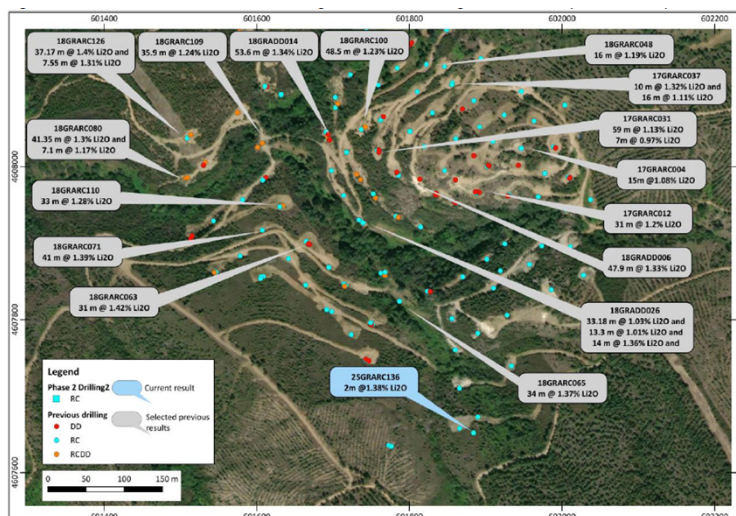 601400 601600 601800 602000 602200
18GRARC126
37.17 m @ 1.4% Li2O and
7.55 m @ 1.31% Li2O
18GRARC109
35.9 m @ 1.24% Li2O
18GRADD014
53.6 m @ 1.34% Li2O
18GRARC100
48.5 m @ 1.23% Li2O
18GRARC048
16 m @ 1.19% Li2O
17GRARC037
10 m @ 1.32% Li2O and
16 m @ 1.11% Li2O
17GRARC031
59 m @ 1.13% Li2O
7m @ 0.97% Li2O
18GRARC080
41.35 m @ 1.3% Li2O and
7.1 m @ 1.17% Li2O
4608000
4608000
17GRARC004
15m @1.08% Li2O
18GRARC110
33 m @ 1.28% Li2O
17GRARC012
31 m @ 1.2% Li2O
18GRARC071
41 m @ 1.39% Li2O
18GRADD006
47.9 m @ 1.33% Li2O
18GRARC063
31 m @ 1.42% Li2O
18GRADD026
33.18 m @ 1.03% Li2O and
13.3 m @ 1.01% Li2O and
14 m @ 1.36% Li2O and
4607800
4607800
25GRARC136
2m @1.38% Li2O
18GRARC065
34 m @ 1.37% Li2O
Legend
Phase 2 Drilling2
RC
Current result
Previous drilling
DD
RC
RCDD
Selected previous
results
0 50 100 150 m
4607600
4607600
601400 601600 601800 602000 602200